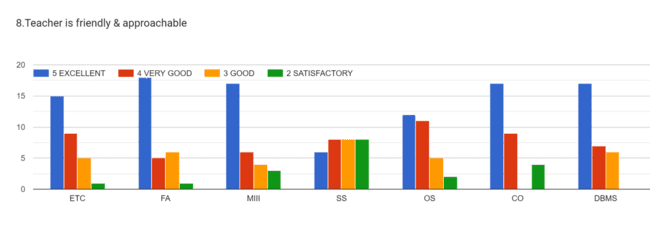 8.Teacher is friendly & approachable
20
5 EXCELLENT 4 VERY GOOD 3 GOOD 2 SATISFACTORY
15
10
5
0
ETC FA MIII SS OS CO DBMS